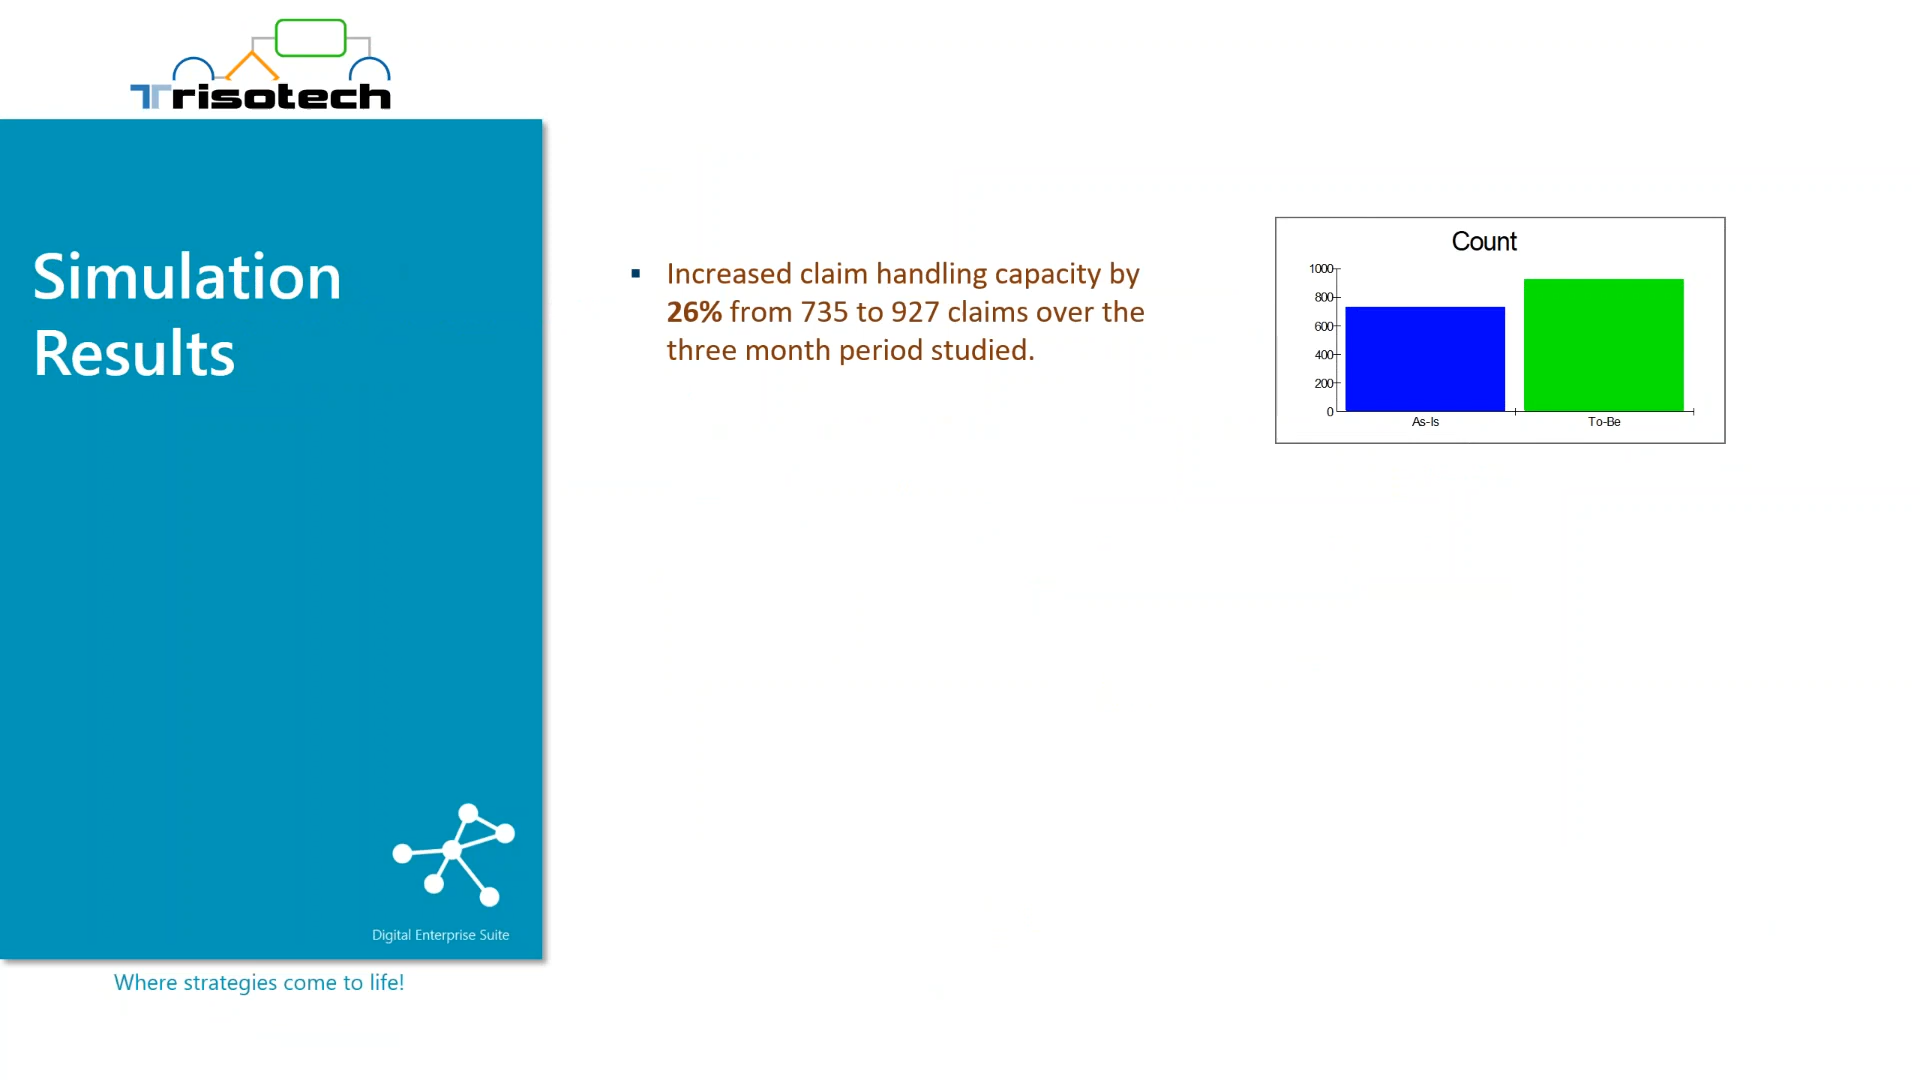 Trisotech
Simulation
Results
▪ Increased claim handling capacity by
26% from 735 to 927 claims over the
three month period studied.
Count
1000
800
600
400
200
0
As-Is
To-Be
Digital Enterprise Suite
Where strategies come to life!